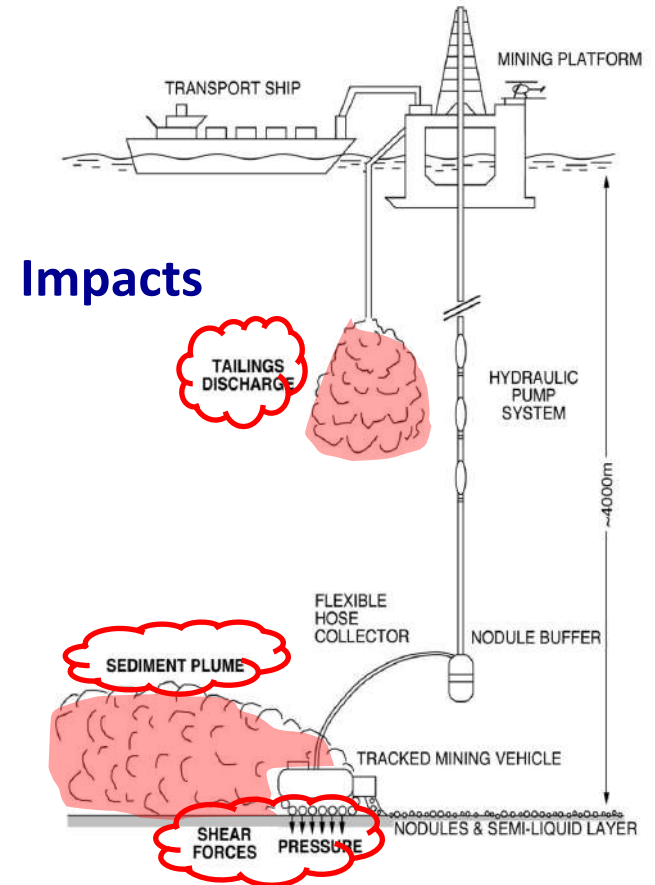 MINING PLATFORM
TRANSPORT SHIP
Impacts
TAILINGS
DISCHARGE
HYDRAULIC
PUMP
SYSTEM
~4000m
FLEXIBLE
HOSE
COLLECTOR
NODULE BUFFER
SEDIMENT PLUME
TRACKED MINING VEHICLE
NODULES & SEMI-LIQUID LAYER
SHEAR
FORCES
PRESSURE